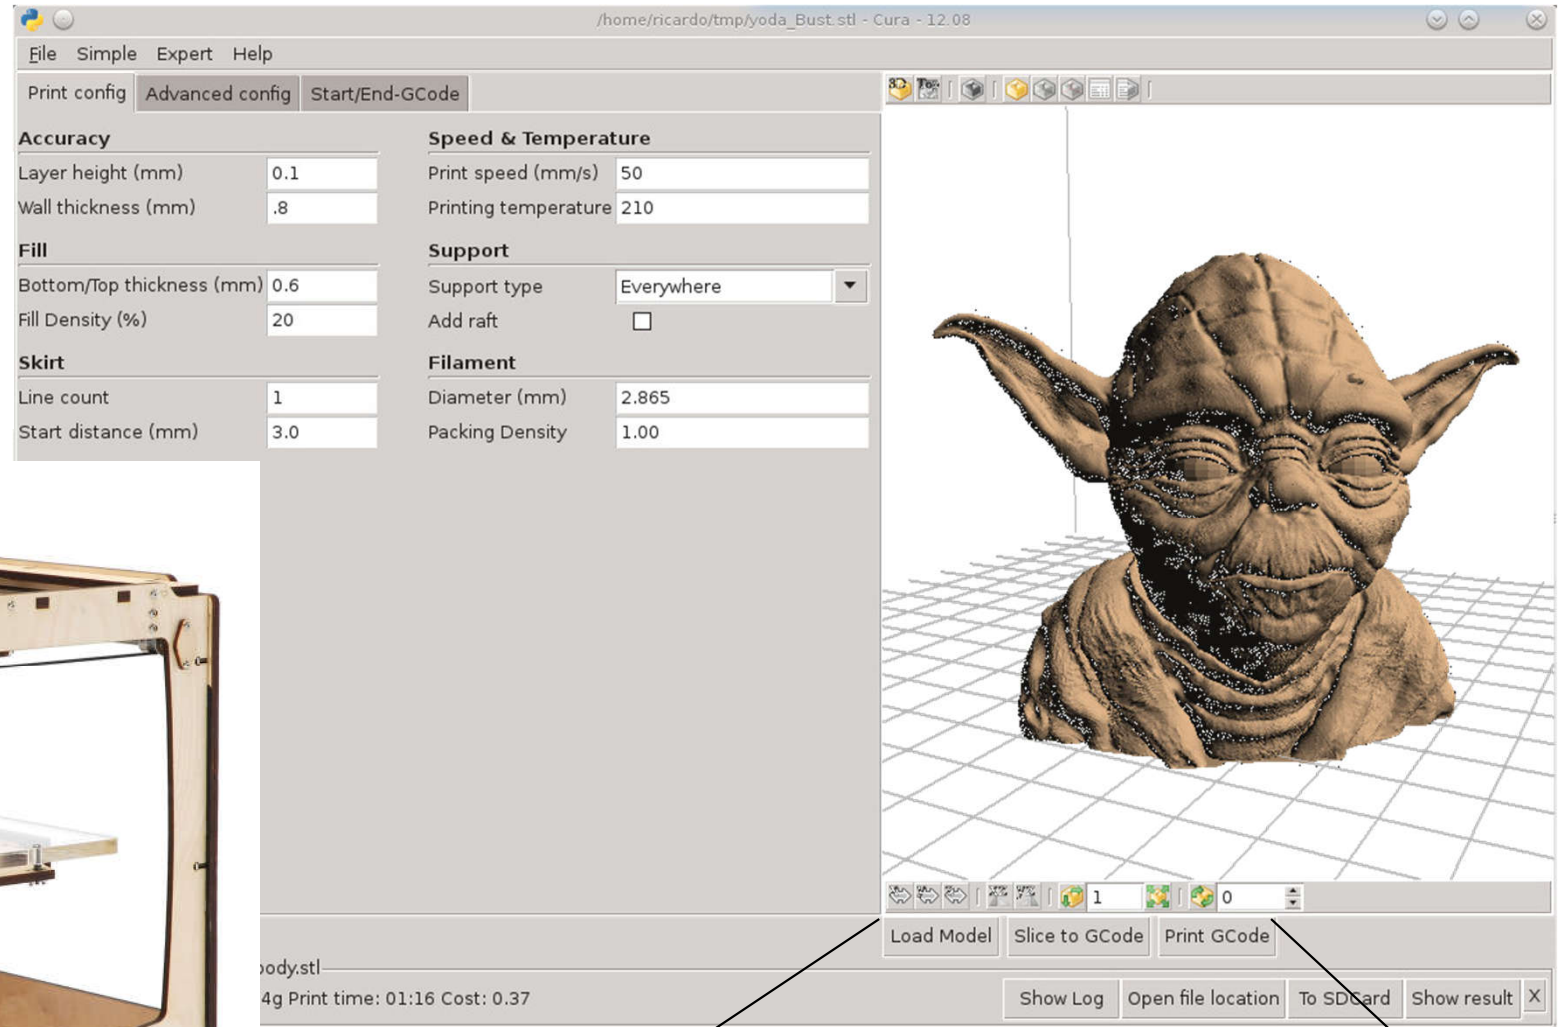 /home/ricardo/tmp/yoda_Bust.stl - Cura - 12.08
File Simple Expert Help
Print config Advanced config Start/End-GCode
Accuracy
Layer height (mm) 0.1
Wall thickness (mm) .8
Fill
Bottom/Top thickness (mm) 0.6
Fill Density (%) 20
Skirt
Line count 1
Start distance (mm) 3.0
Speed & Temperature
Print speed (mm/s) 50
Printing temperature 210
Support
Support type Everywhere
Add raft
Filament
Diameter (mm) 2.865
Packing Density 1.00
3D Top
1 0
Load Model Slice to GCode Print GCode
body.stl
4g Print time: 01:16 Cost: 0.37
Show Log Open file location To SDCard Show result X